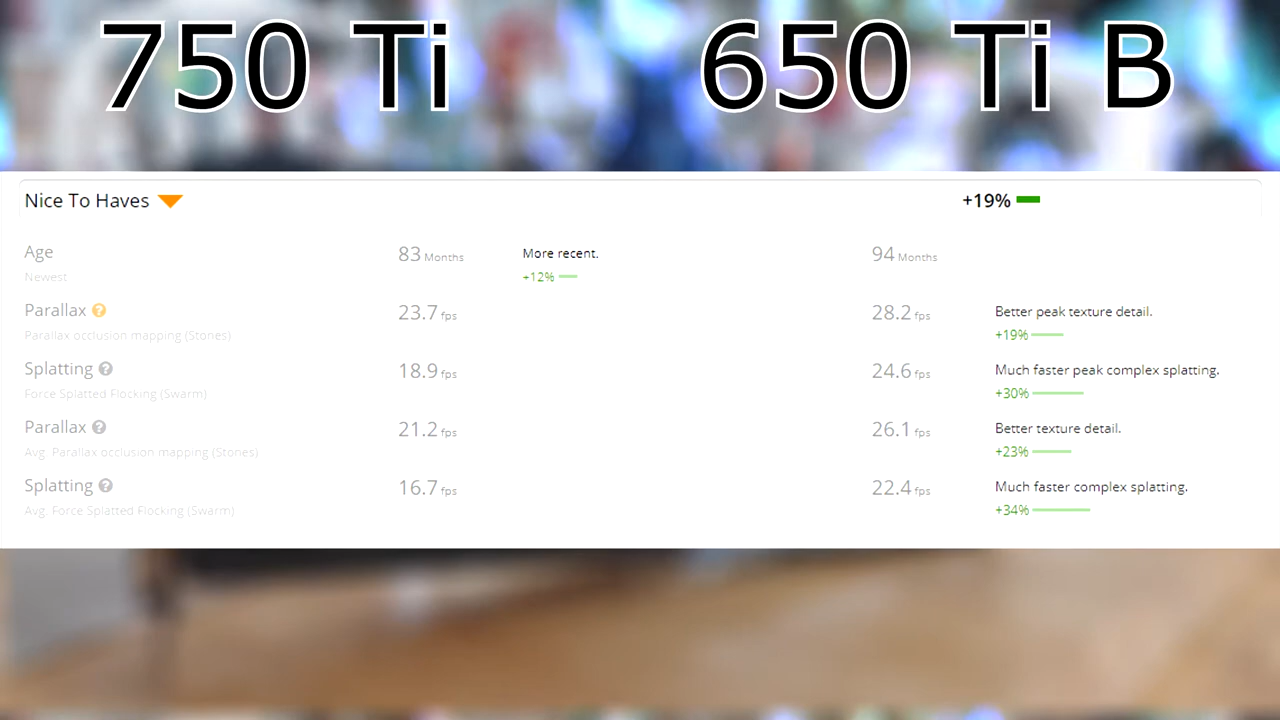 750 Ti 650 Ti B
Nice To Haves +19%
Age 83 Months More recent. 94 Months
Newest +12%
Parallax ? 23.7 fps 28.2 fps Better peak texture detail.
Parallax occlusion mapping (Stones) +19%
Splatting ? 18.9 fps 24.6 fps Much faster peak complex splatting.
Force Splatted Flocking (Swarm) +30%
Parallax ? 21.2 fps 26.1 fps Better texture detail.
Avg. Parallax occlusion mapping (Stones) +23%
Splatting ? 16.7 fps 22.4 fps Much faster complex splatting.
Avg. Force Splatted Flocking (Swarm) +34%